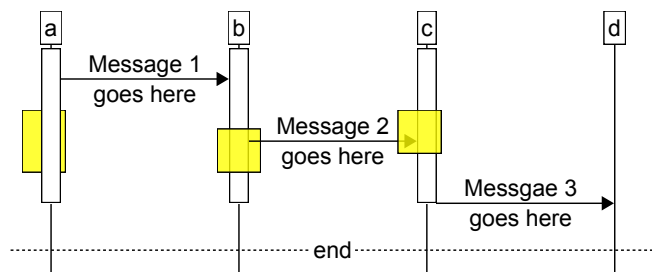 a
b
c
d
Message 1
goes here
Message 2
goes here
Messgae 3
goes here
end